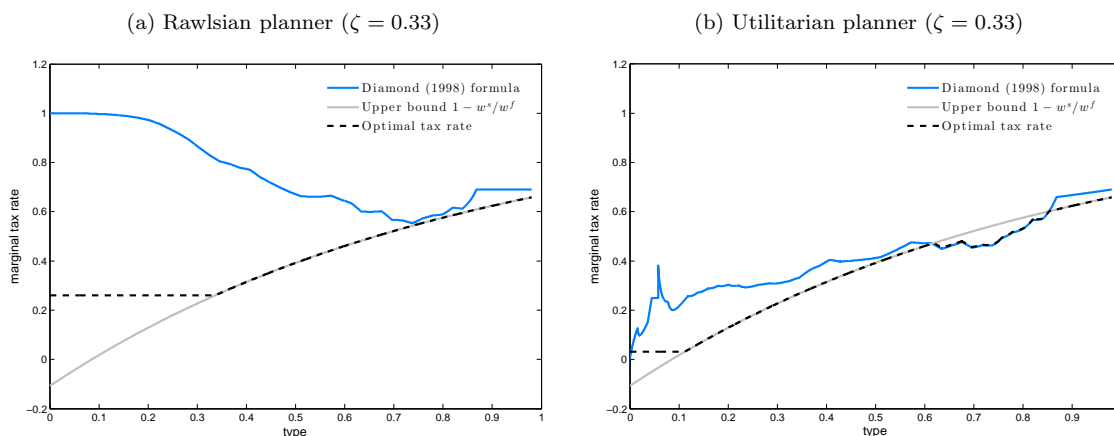 (a) Rawlsian planner (ζ = 0.33)
1.2
1
0.8
0.6
0.4
0.2
0
−0.2
marginal tax rate
Diamond (1998) formula
Upper bound 1 − wˢ/wᶠ
Optimal tax rate
0 0.1 0.2 0.3 0.4 0.5 0.6 0.7 0.8 0.9 1
type
(b) Utilitarian planner (ζ = 0.33)
1.2
1
0.8
0.6
0.4
0.2
0
−0.2
marginal tax rate
Diamond (1998) formula
Upper bound 1 − wˢ/wᶠ
Optimal tax rate
0 0.1 0.2 0.3 0.4 0.5 0.6 0.7 0.8 0.9
type